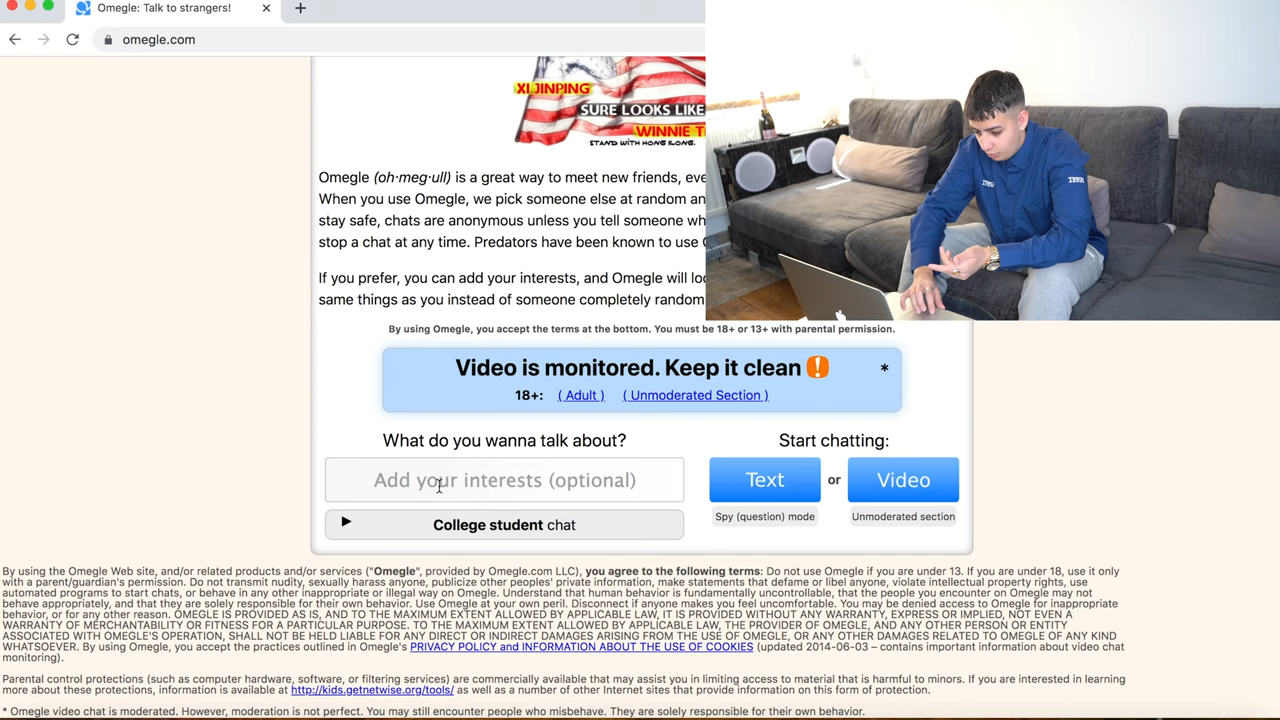 Omegle: Talk to strangers!
omegle.com
XI JINPING
SURE LOOKS LIKE
WINNIE T
STAND WITH HONG KONG.
Omegle (oh·meg·ull) is a great way to meet new friends, eve
When you use Omegle, we pick someone else at random an
stay safe, chats are anonymous unless you tell someone wh
stop a chat at any time. Predators have been known to use
If you prefer, you can add your interests, and Omegle will loo
same things as you instead of someone completely random
By using Omegle, you accept the terms at the bottom. You must be 18+ or 13+ with parental permission.
Video is monitored. Keep it clean ! *
18+: ( Adult ) ( Unmoderated Section )
What do you wanna talk about? Start chatting:
Add your interests (optional) Text or Video
Spy (question) mode Unmoderated section
College student chat
By using the Omegle Web site, and/or related products and/or services ("Omegle", provided by Omegle.com LLC), you agree to the following terms: Do not use Omegle if you are under 13. If you are under 18, use it only
with a parent/guardian's permission. Do not transmit nudity, sexually harass anyone, publicize other peoples' private information, make statements that defame or libel anyone, violate intellectual property rights, use
automated programs to start chats, or behave in any other inappropriate or illegal way on Omegle. Understand that human behavior is fundamentally uncontrollable, that the people you encounter on Omegle may not
behave appropriately, and that they are solely responsible for their own behavior. Use Omegle at your own peril. Disconnect if anyone makes you feel uncomfortable. You may be denied access to Omegle for inappropriate
behavior, or for any other reason. OMEGLE IS PROVIDED AS IS, AND TO THE MAXIMUM EXTENT ALLOWED BY APPLICABLE LAW, IT IS PROVIDED WITHOUT ANY WARRANTY, EXPRESS OR IMPLIED, NOT EVEN A
WARRANTY OF MERCHANTABILITY OR FITNESS FOR A PARTICULAR PURPOSE. TO THE MAXIMUM EXTENT ALLOWED BY APPLICABLE LAW, THE PROVIDER OF OMEGLE, AND ANY OTHER PERSON OR ENTITY
ASSOCIATED WITH OMEGLE'S OPERATION, SHALL NOT BE HELD LIABLE FOR ANY DIRECT OR INDIRECT DAMAGES ARISING FROM THE USE OF OMEGLE, OR ANY OTHER DAMAGES RELATED TO OMEGLE OF ANY KIND
WHATSOEVER. By using Omegle, you accept the practices outlined in Omegle's PRIVACY POLICY and INFORMATION ABOUT THE USE OF COOKIES (updated 2014-06-03 – contains important information about video chat
monitoring).
Parental control protections (such as computer hardware, software, or filtering services) are commercially available that may assist you in limiting access to material that is harmful to minors. If you are interested in learning
more about these protections, information is available at http://kids.getnetwise.org/tools/ as well as a number of other Internet sites that provide information on this form of protection.
* Omegle video chat is moderated. However, moderation is not perfect. You may still encounter people who misbehave. They are solely responsible for their own behavior.